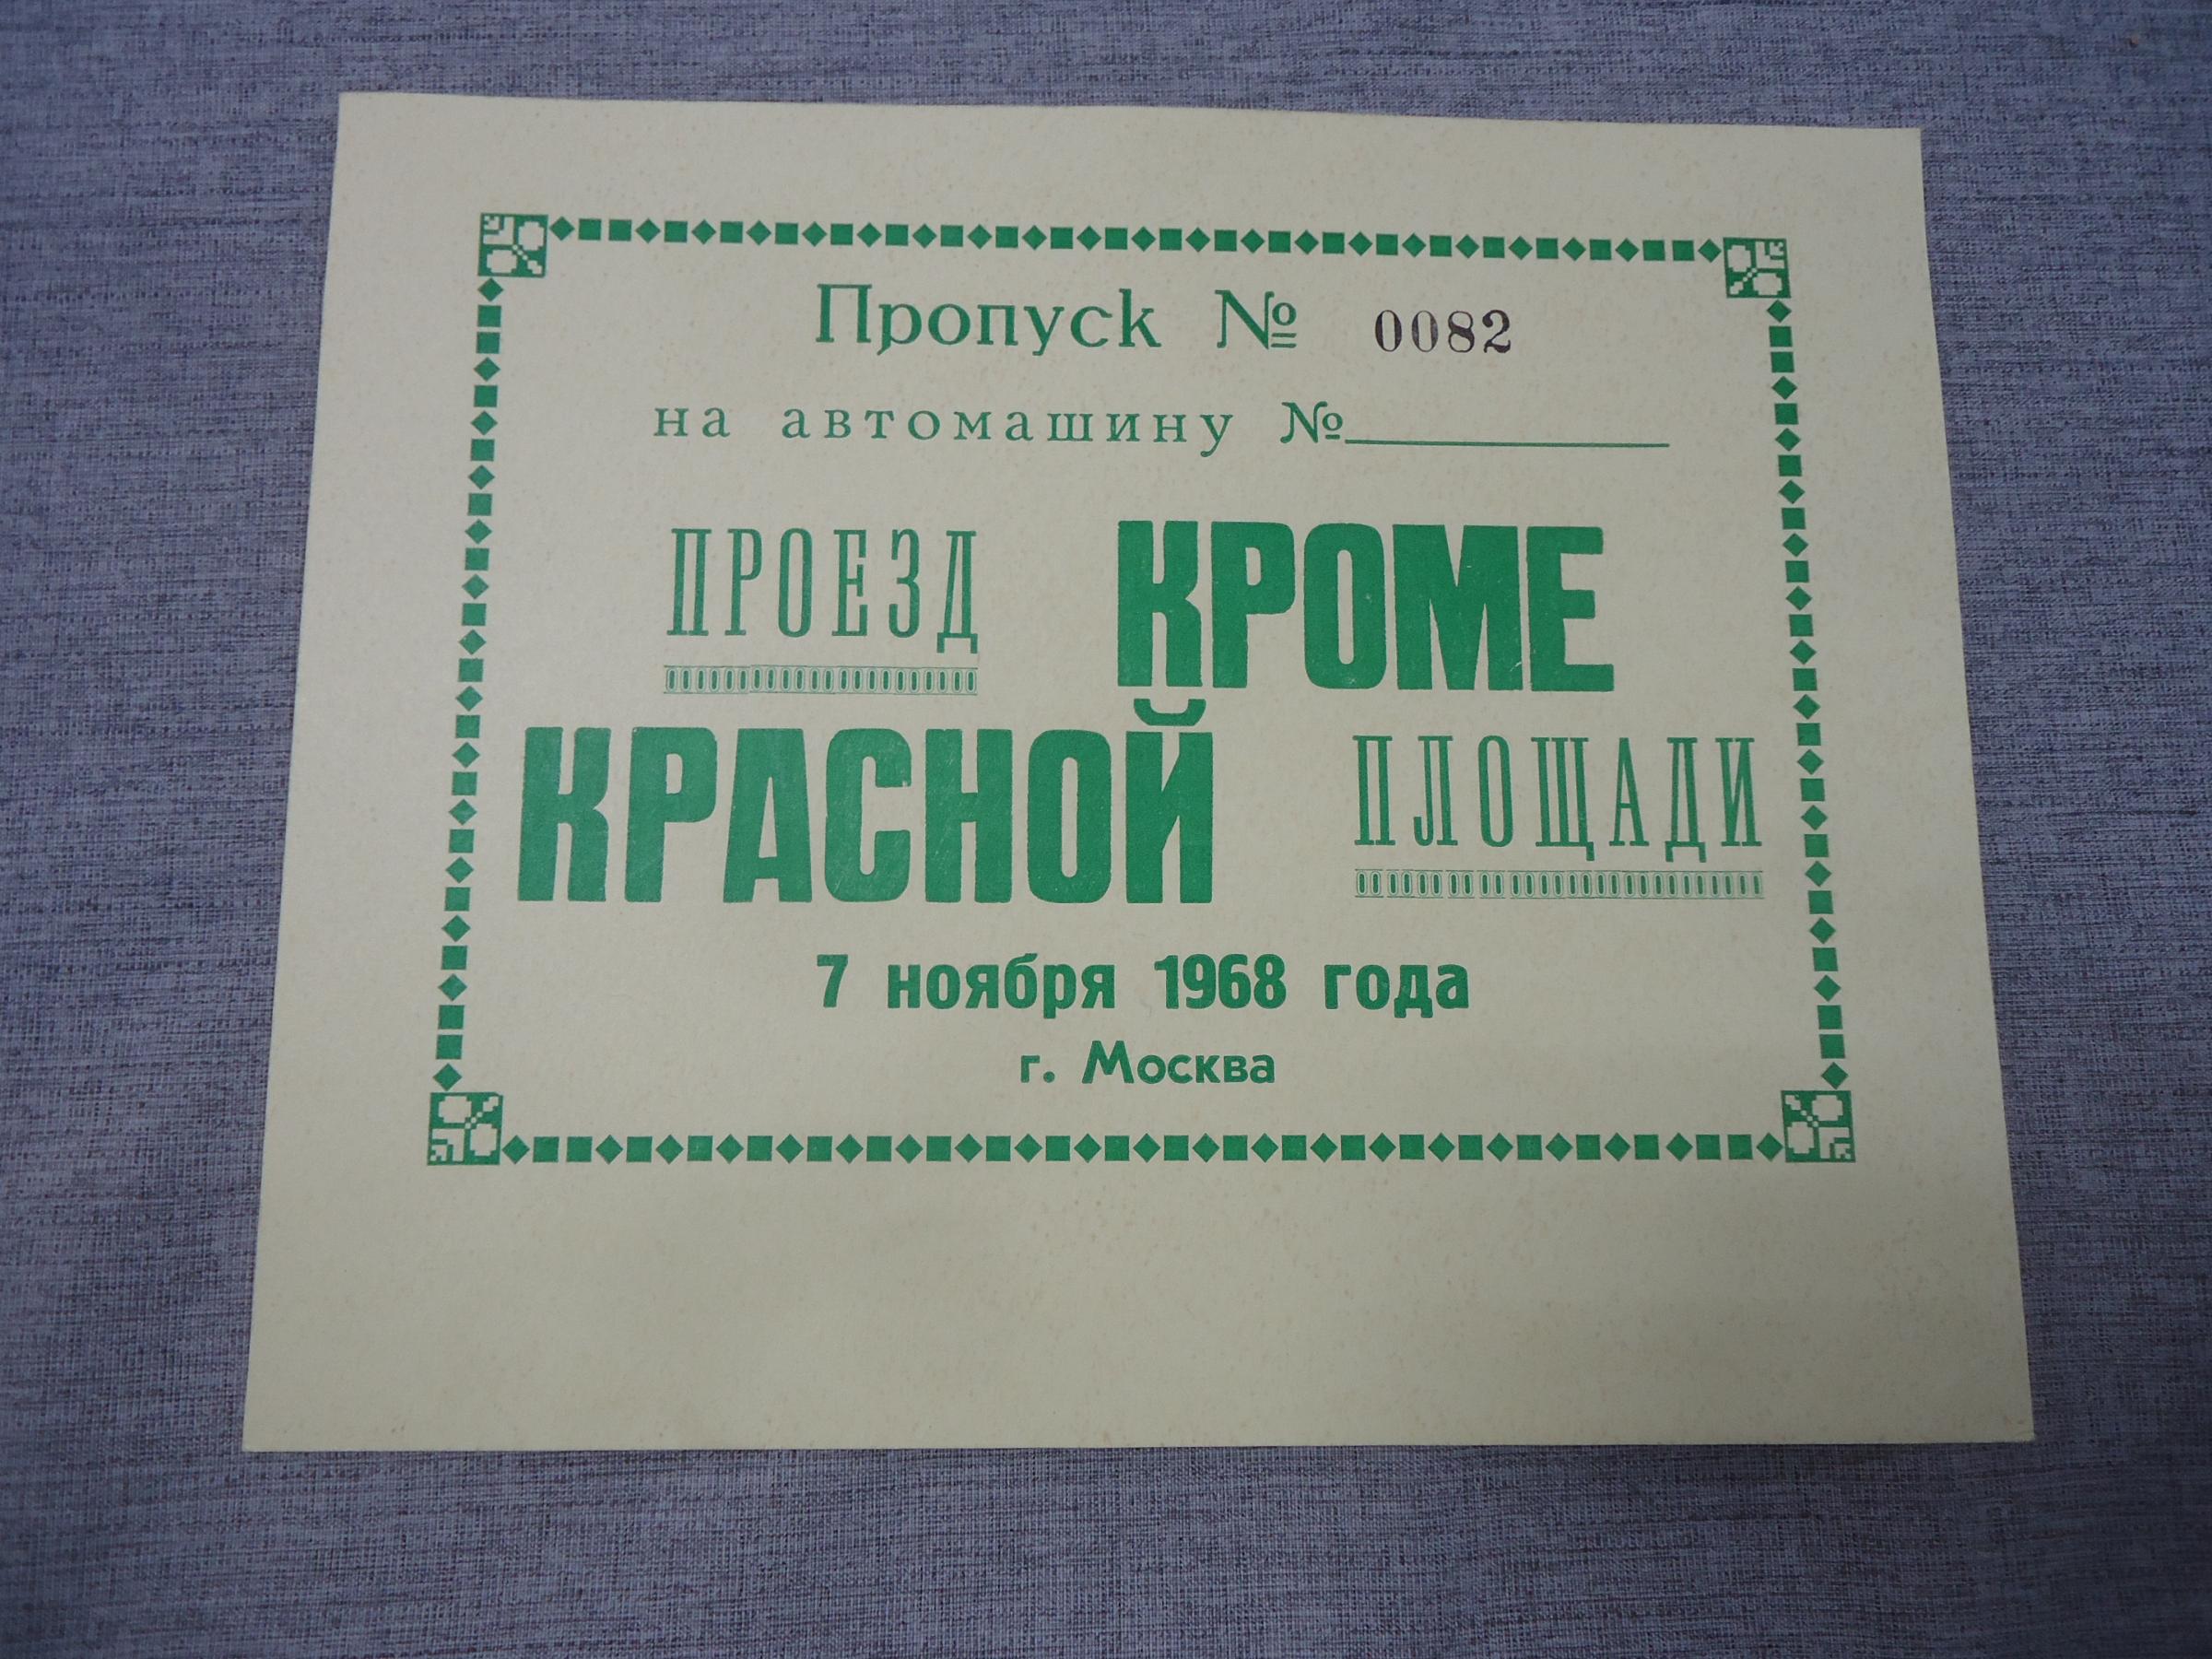 Пропуск № 0082
на автомашину №
ПРОЕЗД КРОМЕ
КРАСНОЙ ПЛОЩАДИ
7 ноября 1968 года
г. Москва